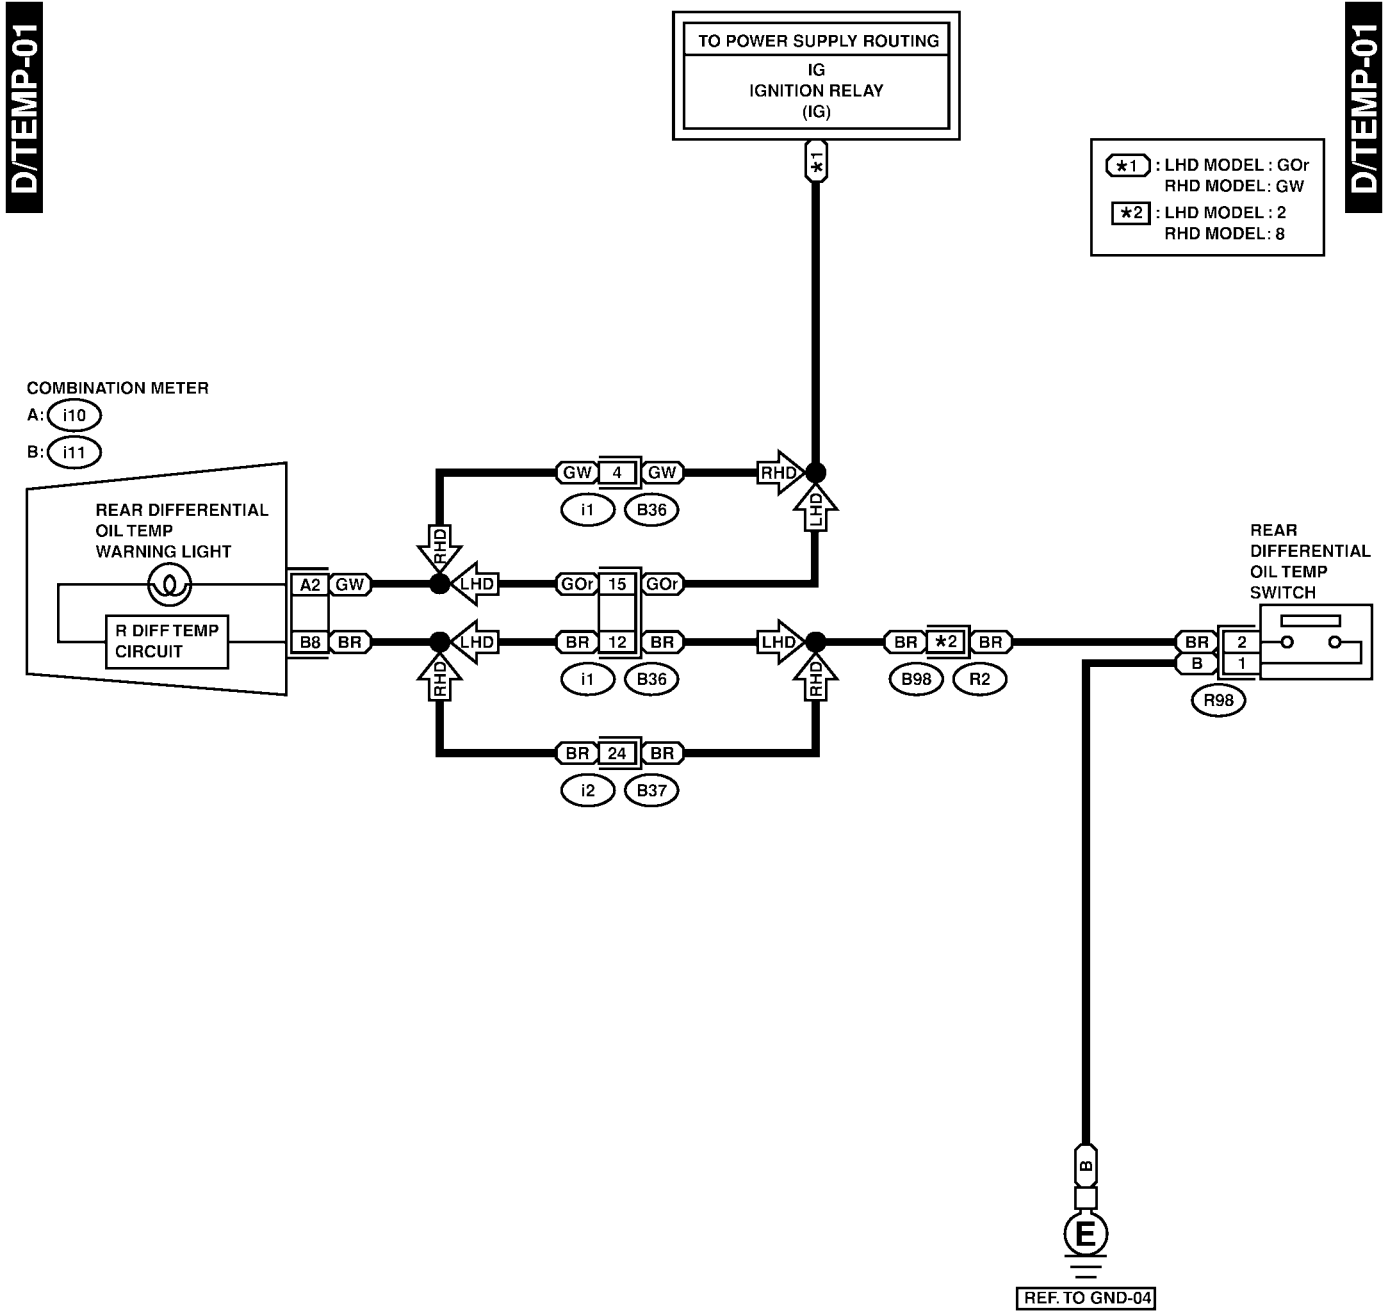 D/TEMP-01
D/TEMP-01
TO POWER SUPPLY ROUTING
IG
IGNITION RELAY
(IG)
*1
*1 : LHD MODEL : GOr
RHD MODEL: GW
*2 : LHD MODEL : 2
RHD MODEL: 8
COMBINATION METER
A: i10
B: i11
REAR DIFFERENTIAL
OIL TEMP
WARNING LIGHT
R DIFF TEMP
CIRCUIT
GW 4 GW RHD
i1 B36
LHD
RHD
A2 GW LHD GOr 15 GOr
B8 BR LHD BR 12 BR LHD BR *2 BR
i1 B36
B98 R2
RHD
RHD
BR 24 BR
i2 B37
REAR
DIFFERENTIAL
OIL TEMP
SWITCH
BR 2
B 1
R98
B
E
REF. TO GND-04